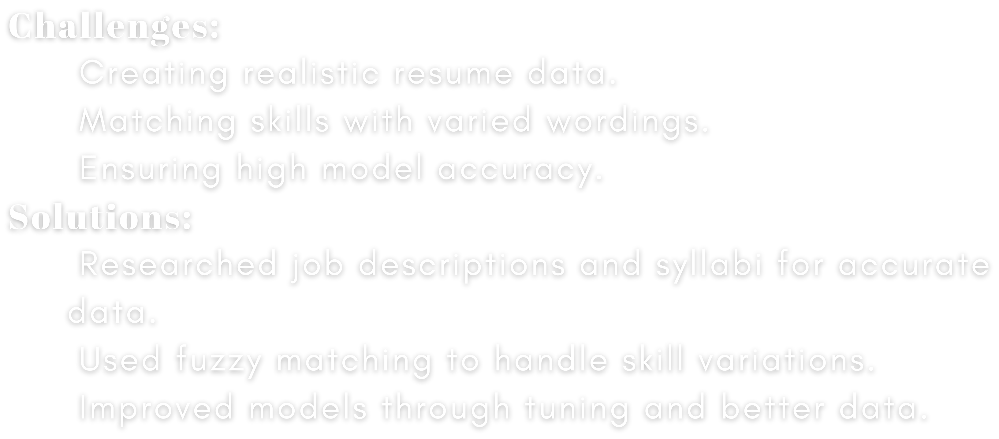 Challenges:
Creating realistic resume data.
Matching skills with varied wordings.
Ensuring high model accuracy.
Solutions:
Researched job descriptions and syllabi for accurate
data.
Used fuzzy matching to handle skill variations.
Improved models through tuning and better data.